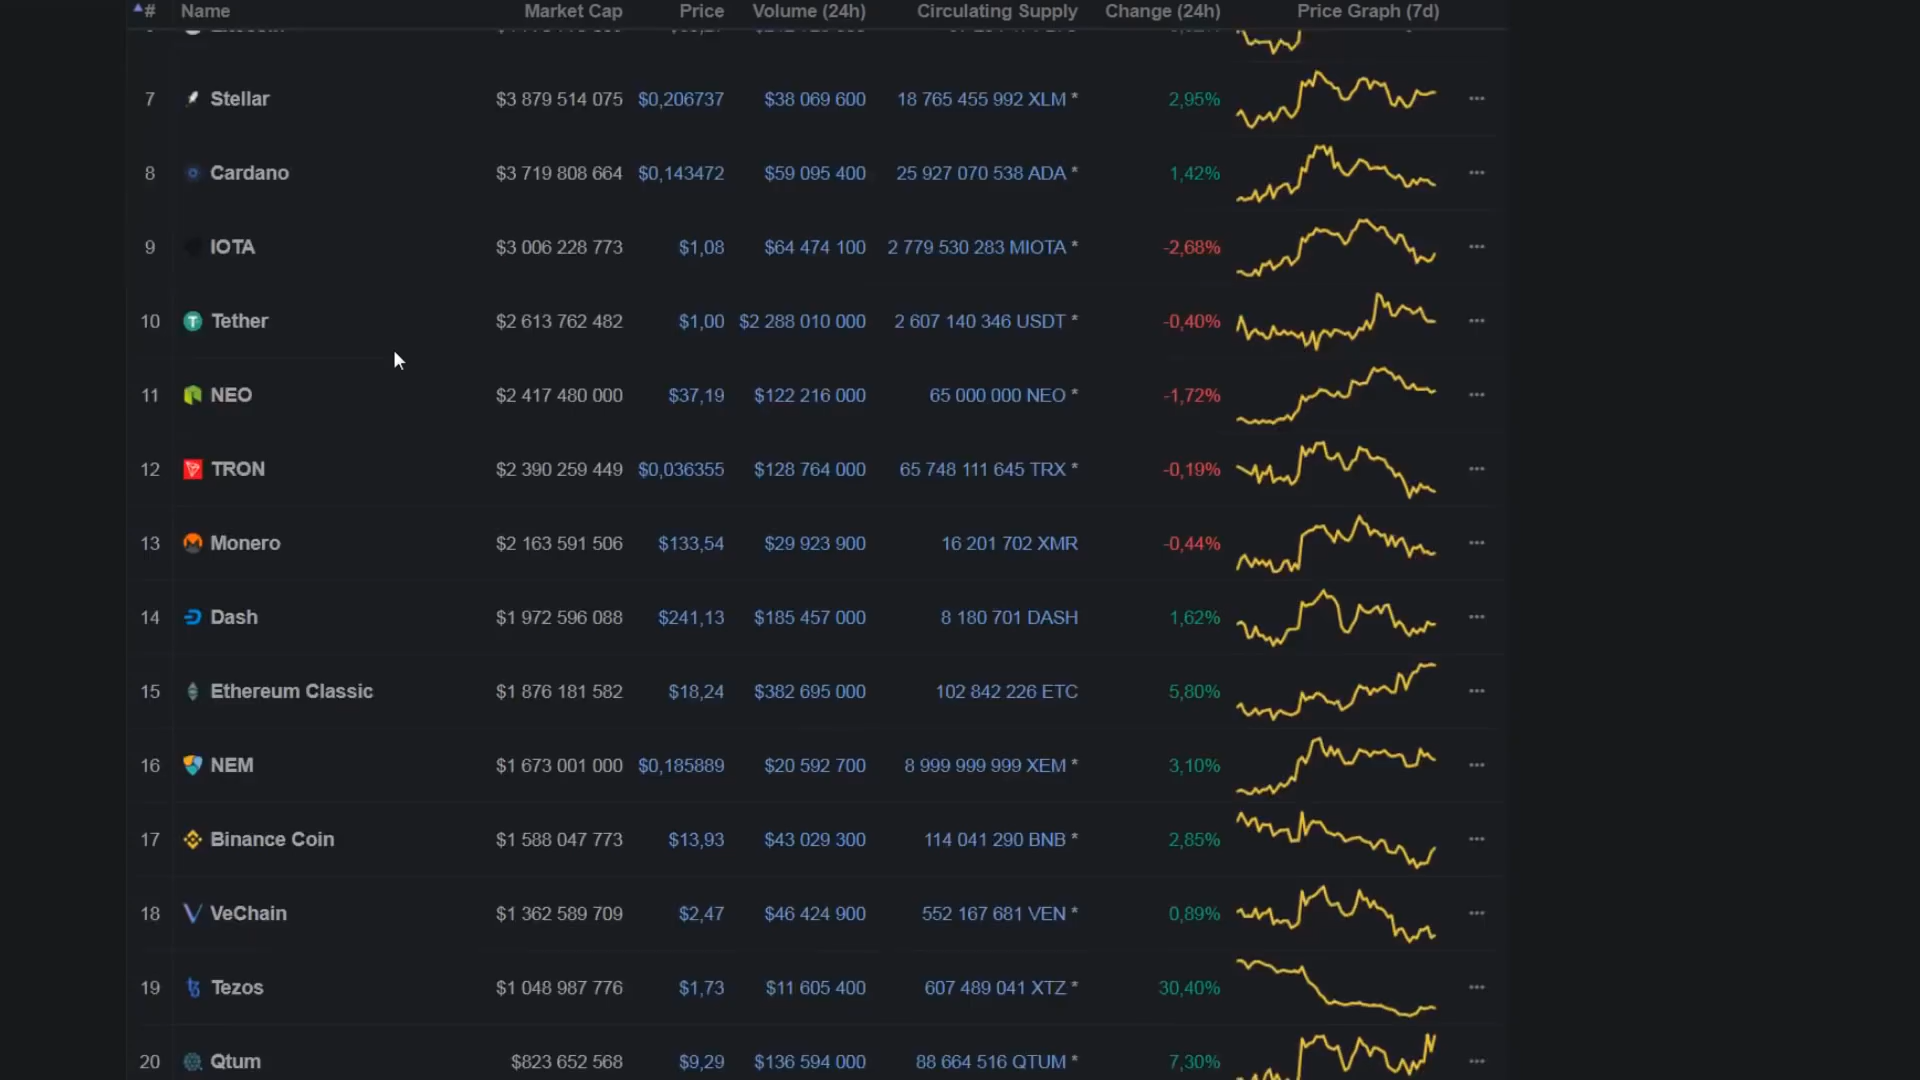 # Name Market Cap Price Volume (24h) Circulating Supply Change (24h) Price Graph (7d)
7 Stellar $3 879 514 075 $0,206737 $38 069 600 18 765 455 992 XLM * 2,95%
8 Cardano $3 719 808 664 $0,143472 $59 095 400 25 927 070 538 ADA * 1,42%
9 IOTA $3 006 228 773 $1,08 $64 474 100 2 779 530 283 MIOTA * -2,68%
10 Tether $2 613 762 482 $1,00 $2 288 010 000 2 607 140 346 USDT * -0,40%
11 NEO $2 417 480 000 $37,19 $122 216 000 65 000 000 NEO * -1,72%
12 TRON $2 390 259 449 $0,036355 $128 764 000 65 748 111 645 TRX * -0,19%
13 Monero $2 163 591 506 $133,54 $29 923 900 16 201 702 XMR -0,44%
14 Dash $1 972 596 088 $241,13 $185 457 000 8 180 701 DASH 1,62%
15 Ethereum Classic $1 876 181 582 $18,24 $382 695 000 102 842 226 ETC 5,80%
16 NEM $1 673 001 000 $0,185889 $20 592 700 8 999 999 999 XEM * 3,10%
17 Binance Coin $1 588 047 773 $13,93 $43 029 300 114 041 290 BNB * 2,85%
18 VeChain $1 362 589 709 $2,47 $46 424 900 552 167 681 VEN * 0,89%
19 Tezos $1 048 987 776 $1,73 $11 605 400 607 489 041 XTZ * 30,40%
20 Qtum $823 652 568 $9,29 $136 594 000 88 664 516 QTUM * 7,30%